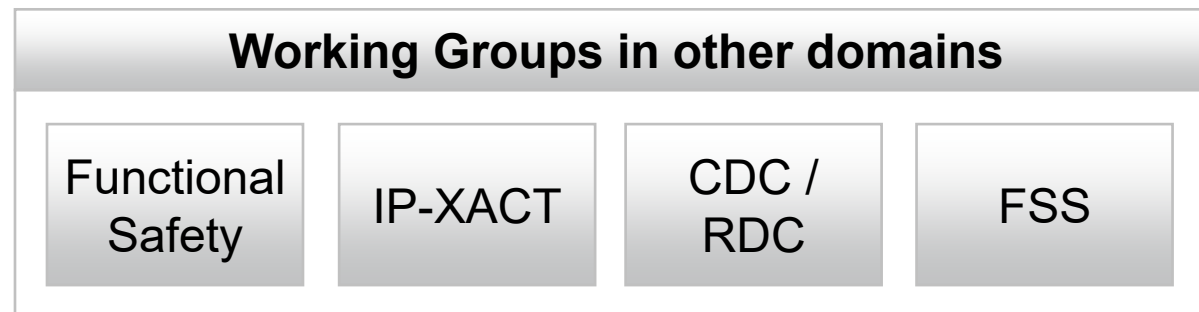 Working Groups in other domains
Functional
Safety
IP-XACT
CDC /
RDC
FSS